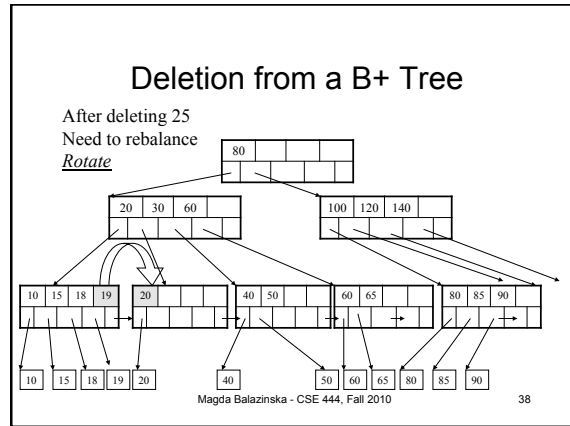 Deletion from a B+ Tree
After deleting 25
Need to rebalance
Rotate
80
20 30 60
100 120 140
10 15 18 19
20
40 50
60 65
80 85 90
10 15 18 19 20 40 50 60 65 80 85 90
Magda Balazinska - CSE 444, Fall 2010 38